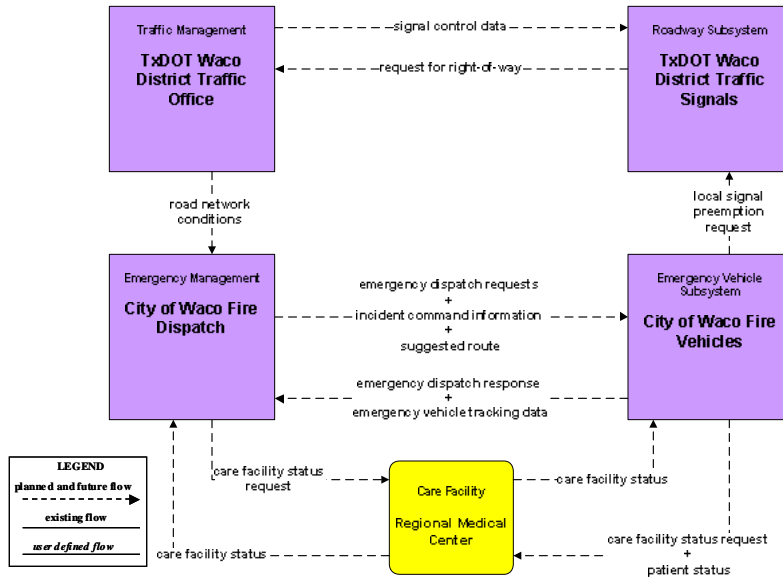 Traffic Management
TxDOT Waco
District Traffic
Office
signal control data
request for right-of-way
Roadway Subsystem
TxDOT Waco
District Traffic
Signals
road network
conditions
local signal
preemption
request
Emergency Management
City of Waco Fire
Dispatch
emergency dispatch requests
+
incident command information
+
suggested route
emergency dispatch response
+
emergency vehicle tracking data
Emergency Vehicle
Subsystem
City of Waco Fire
Vehicles
LEGEND
planned and future flow
existing flow
user defined flow
care facility status
request
care facility status
Care Facility
Regional Medical
Center
care facility status
care facility status request
+
patient status